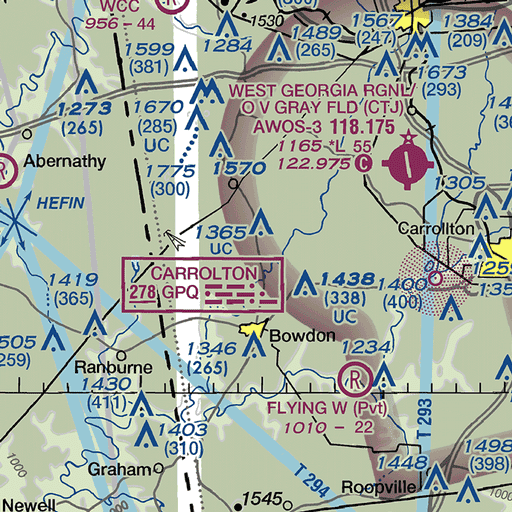 WCC
956 - 44
1530
1284
1489
(265)
1567
(247)
1384
(209)
1599
(381)
1673
(293)
1273
(265)
1670
(285)
UC
WEST GEORGIA RGNL/
O V GRAY FLD (CTJ)
AWOS-3 118.175
1165 *L 55
122.975 C
Abernathy
R
1775
(300)
1570
1305
HEFIN
1365
UC
Carrollton
CARROLTON
278 GPQ
1419
(365)
1438
(338)
UC
1400
(400)
1259
135
505
(259)
1346
(265)
Bowdon
Ranburne
1234
R
1430
(411)
FLYING W (Pvt)
1010 - 22
T 293
1403
(310)
1498
(398)
1448
Graham
1000
T 294
Roopville
1000
Newell
1545